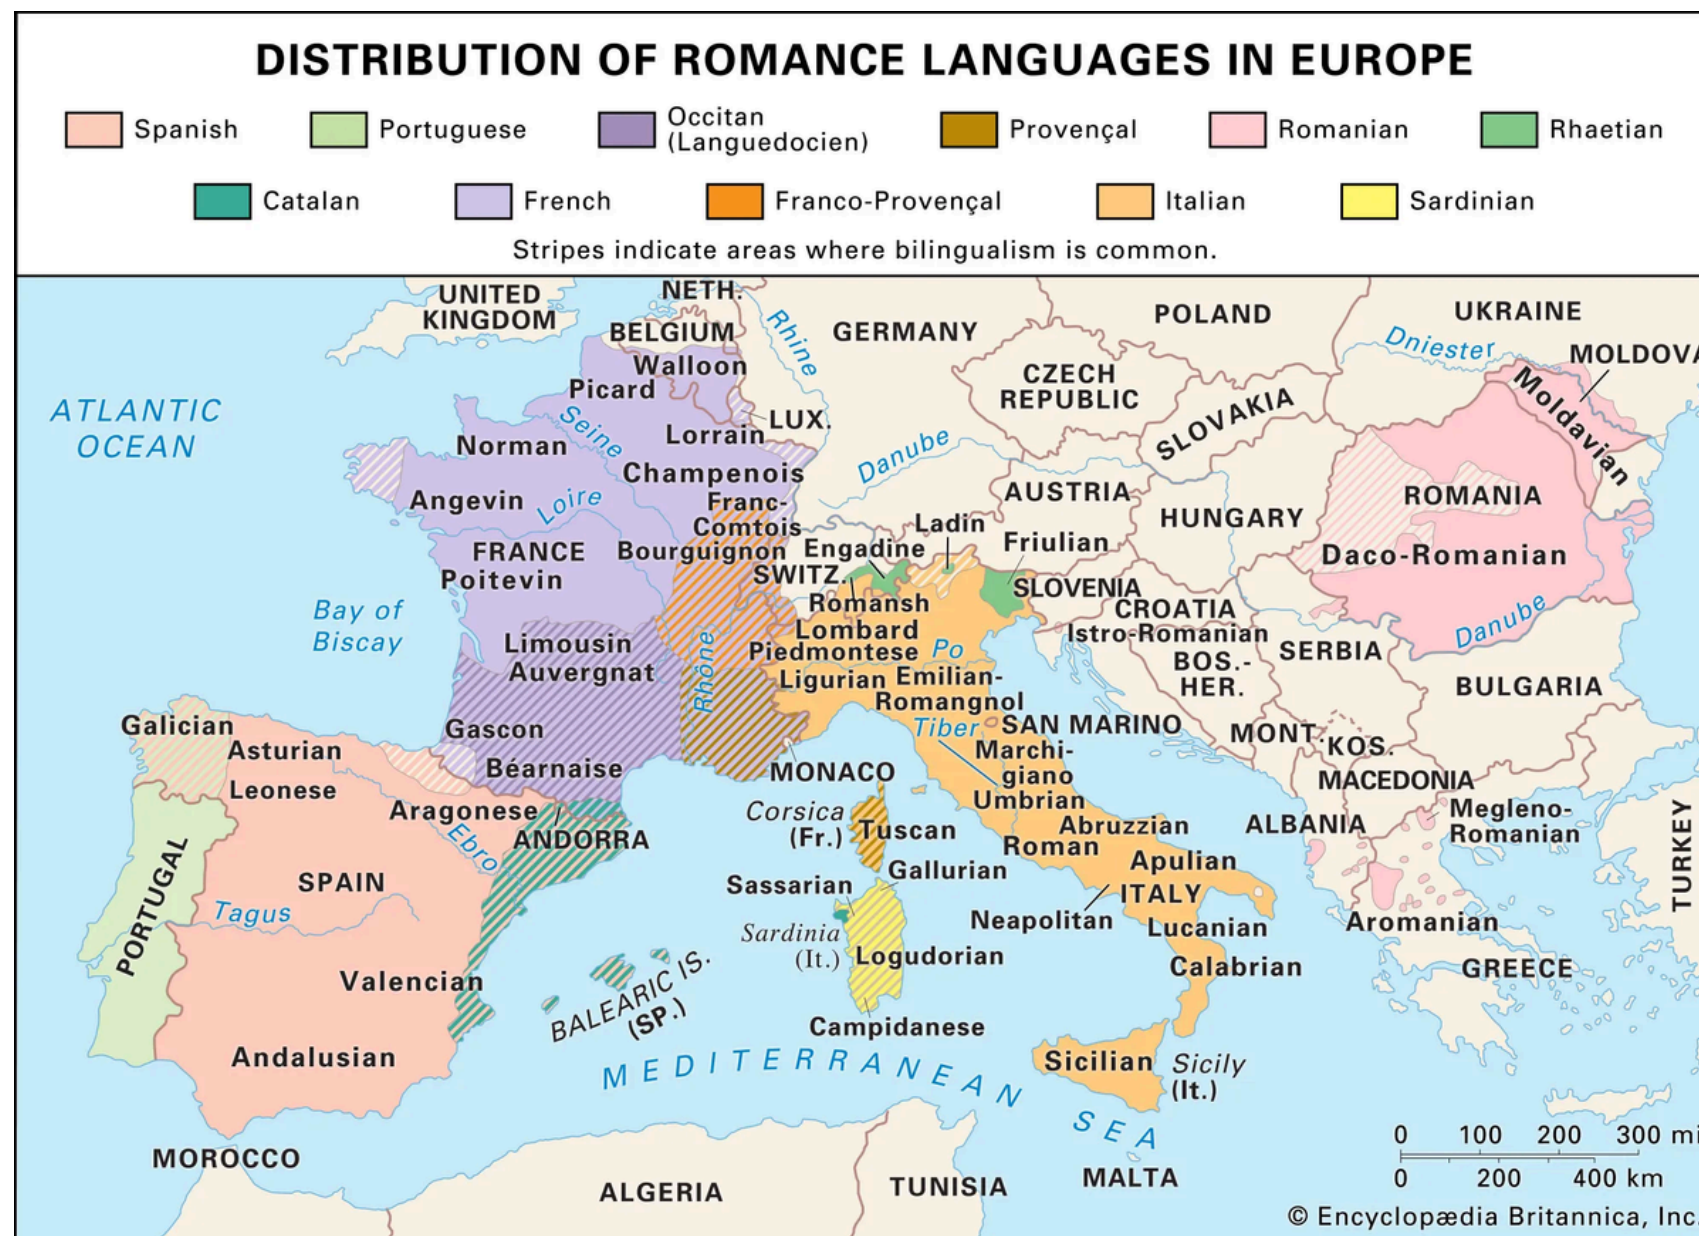 DISTRIBUTION OF ROMANCE LANGUAGES IN EUROPE
Spanish
Portuguese
Occitan
(Languedocien)
Provençal
Romanian
Rhaetian
Catalan
French
Franco-Provençal
Italian
Sardinian
Stripes indicate areas where bilingualism is common.
UNITED
KINGDOM
NETH.
BELGIUM
Rhine
GERMANY
POLAND
UKRAINE
Dniester
MOLDOVA
Walloon
Picard
CZECH
REPUBLIC
SLOVAKIA
Moldavian
ATLANTIC
OCEAN
Seine
LUX.
Norman
Lorrain
Danube
Champenois
Angevin
Loire
Franc-
Comtois
AUSTRIA
HUNGARY
ROMANIA
Ladin
Friulian
FRANCE
Bourguignon
Engadine
Daco-Romanian
Poitevin
SWITZ.
SLOVENIA
Bay of
Biscay
Romansh
CROATIA
Danube
Limousin
Lombard
Istro-Romanian
Auvergnat
Rhône
Piedmontese
Po
SERBIA
BOS.-
HER.
Ligurian
Emilian-
Romangnol
BULGARIA
Galician
Gascon
Tiber
SAN MARINO
MONT.
KOS.
Asturian
Béarnaise
MONACO
Marchi-
giano
MACEDONIA
Leonese
Aragonese
Corsica
(Fr.)
Umbrian
Megleno-
Romanian
Ebro
ANDORRA
Tuscan
Abruzzian
ALBANIA
Roman
TURKEY
PORTUGAL
SPAIN
Gallurian
Apulian
Sassarian
ITALY
Tagus
Sardinia
(It.)
Neapolitan
Lucanian
Aromanian
Logudorian
Valencian
BALEARIC IS.
(SP.)
Calabrian
GREECE
Campidanese
Andalusian
MEDITERRANEAN
SEA
Sicilian
Sicily
(It.)
MOROCCO
ALGERIA
TUNISIA
MALTA
0 100 200 300 mi
0 200 400 km
© Encyclopædia Britannica, Inc.